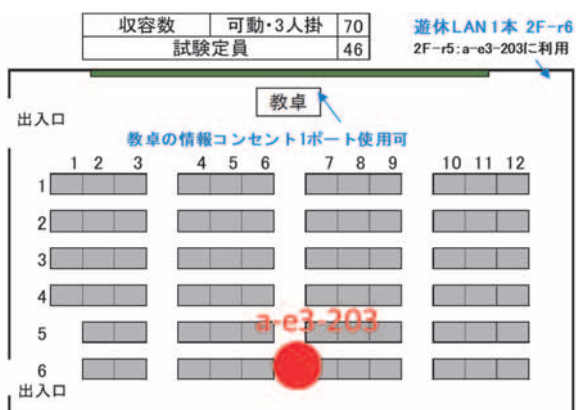 収容数 可動・3人掛 70
試験定員 46
遊休LAN1本 2F-r6
2F-r5:a-e3-203に利用
教卓
出入口
教卓の情報コンセント1ポート使用可
1 2 3 4 5 6 7 8 9 10 11 12
1
2
3
4
a-e3-203
5
6
出入口